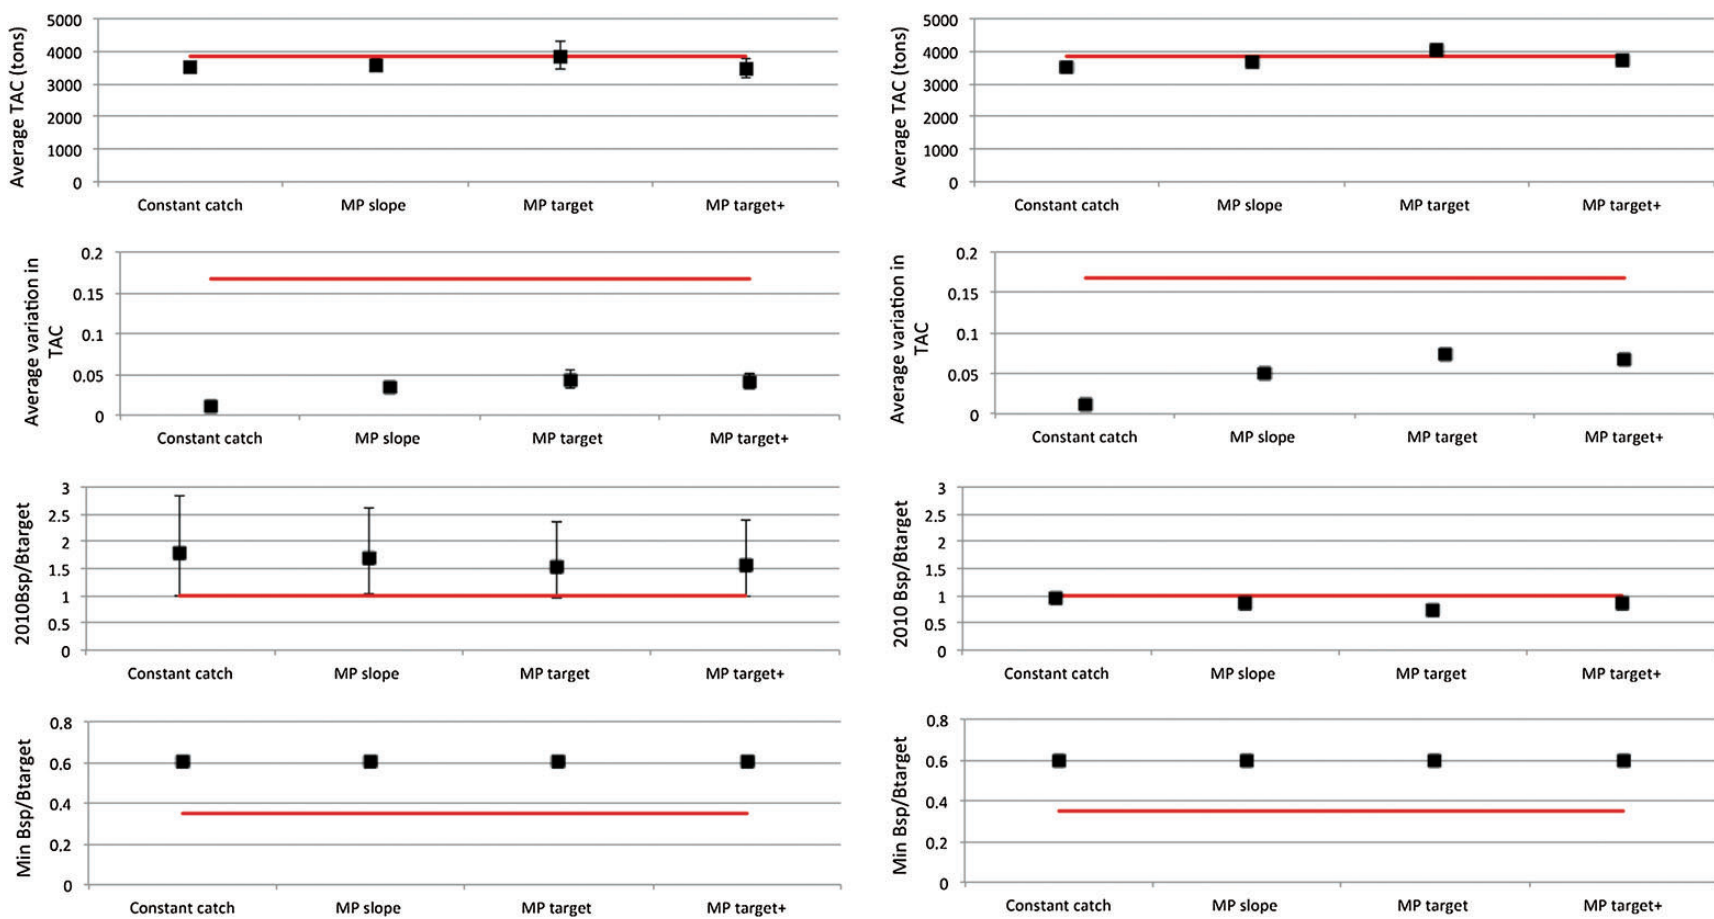 Average TAC (tons)
5000
4000
3000
2000
1000
0
Constant catch MP slope MP target MP target+
Average TAC (tons)
5000
4000
3000
2000
1000
0
Constant catch MP slope MP target MP target+
Average variation in
TAC
0.2
0.15
0.1
0.05
0
Constant catch MP slope MP target MP target+
Average variation in
TAC
0.2
0.15
0.1
0.05
0
Constant catch MP slope MP target MP target+
2010Bsp/Btarget
3
2.5
2
1.5
1
0.5
0
Constant catch MP slope MP target MP target+
2010 Bsp/Btarget
3
2.5
2
1.5
1
0.5
0
Constant catch MP slope MP target MP target+
Min Bsp/Btarget
0.8
0.6
0.4
0.2
0
Constant catch MP slope MP target MP target+
Min Bsp/Btarget
0.8
0.6
0.4
0.2
0
Constant catch MP slope MP target MP target+